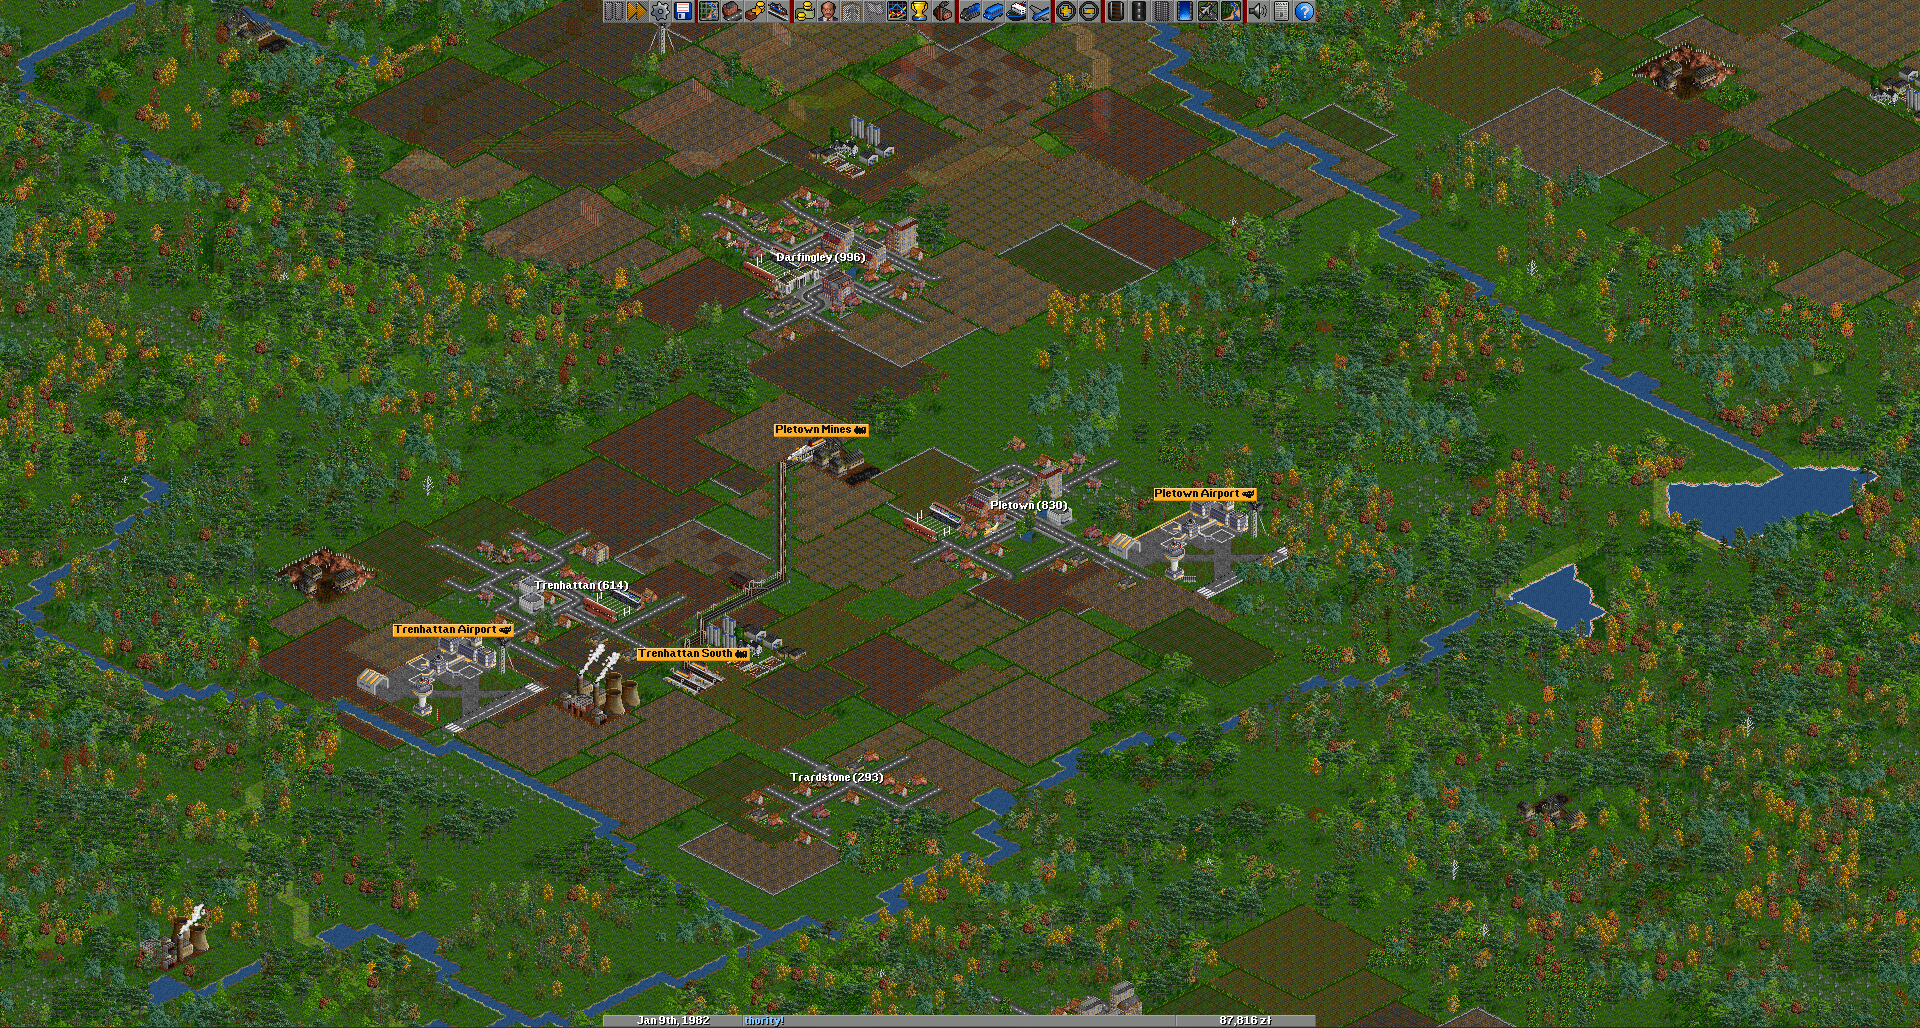 Darfingley (996)
Pletown Mines
Pletown Airport
Pletown (830)
Trenhattan (614)
Trenhattan Airport
Trenhattan South
Trardstone (293)
Jan 9th, 1982
thority!
87,816 zł